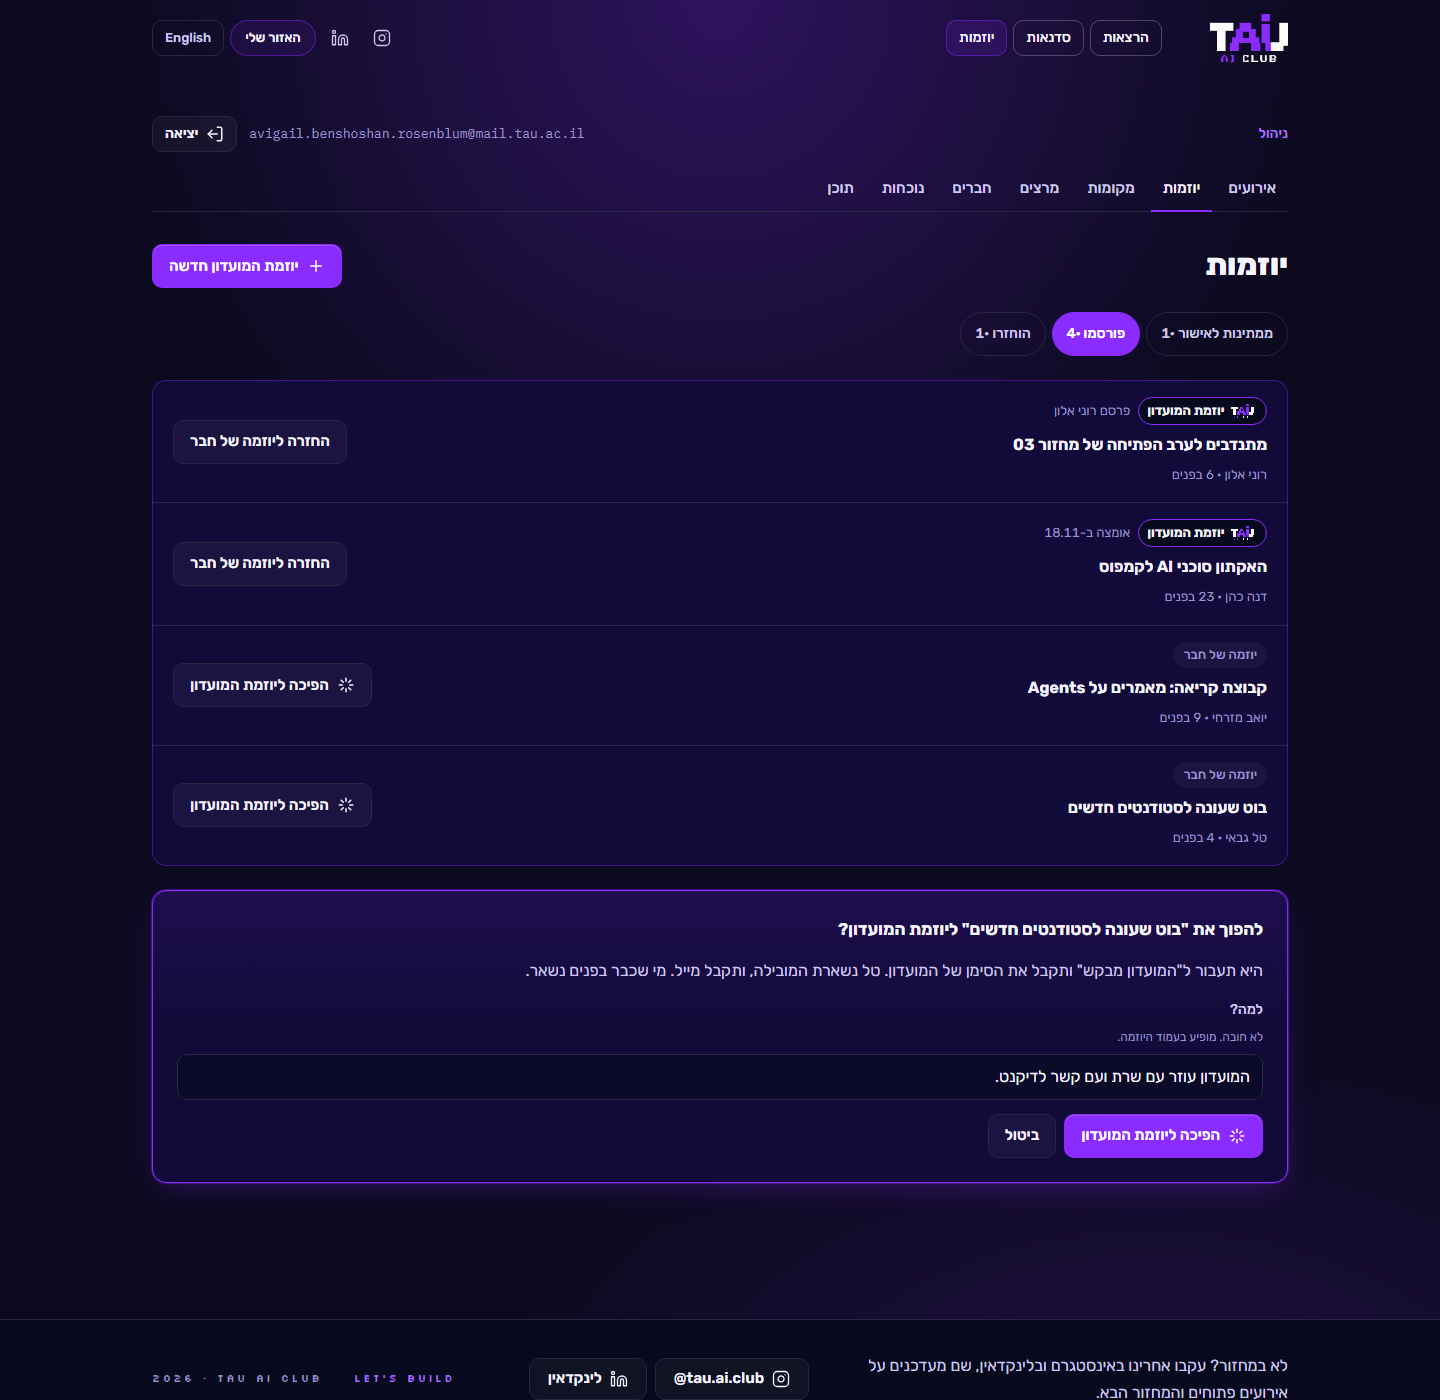 TAU
AI CLUB
הרצאות
סדנאות
יוזמות
האזור שלי
English
ניהול
avigail.benshoshan.rosenblum@mail.tau.ac.il
יציאה
אירועים
יוזמות
מקומות
מרצים
חברים
נוכחות
תוכן
יוזמות
יוזמת המועדון חדשה
ממתינות לאישור •1
פורסמו •4
הוחזרו •1
TAU יוזמת המועדון
פרסם רוני אלון
מתנדבים לערב הפתיחה של מחזור 03
רוני אלון • 6 בפנים
החזרה ליוזמה של חבר
TAU יוזמת המועדון
אומצה ב-18.11
האקתון סוכני AI לקמפוס
דנה כהן • 23 בפנים
החזרה ליוזמה של חבר
יוזמה של חבר
קבוצת קריאה: מאמרים על Agents
יואב מזרחי • 9 בפנים
הפיכה ליוזמת המועדון
יוזמה של חבר
בוט שעונה לסטודנטים חדשים
טל גבאי • 4 בפנים
הפיכה ליוזמת המועדון
להפוך את "בוט שעונה לסטודנטים חדשים" ליוזמת המועדון?
היא תעבור ל"המועדון מבקש" ותקבל את הסימן של המועדון. טל נשארת המובילה, ותקבל מייל. מי שכבר בפנים נשאר.
למה?
לא חובה. מופיע בעמוד היוזמה.
המועדון עוזר עם שרת ועם קשר לדיקנט.
הפיכה ליוזמת המועדון
ביטול
לא במחזור? עקבו אחרינו באינסטגרם ובלינקדאין, שם מעדכנים על
אירועים פתוחים והמחזור הבא.
@tau.ai.club
לינקדאין
LET'S BUILD
2026 · TAU AI CLUB